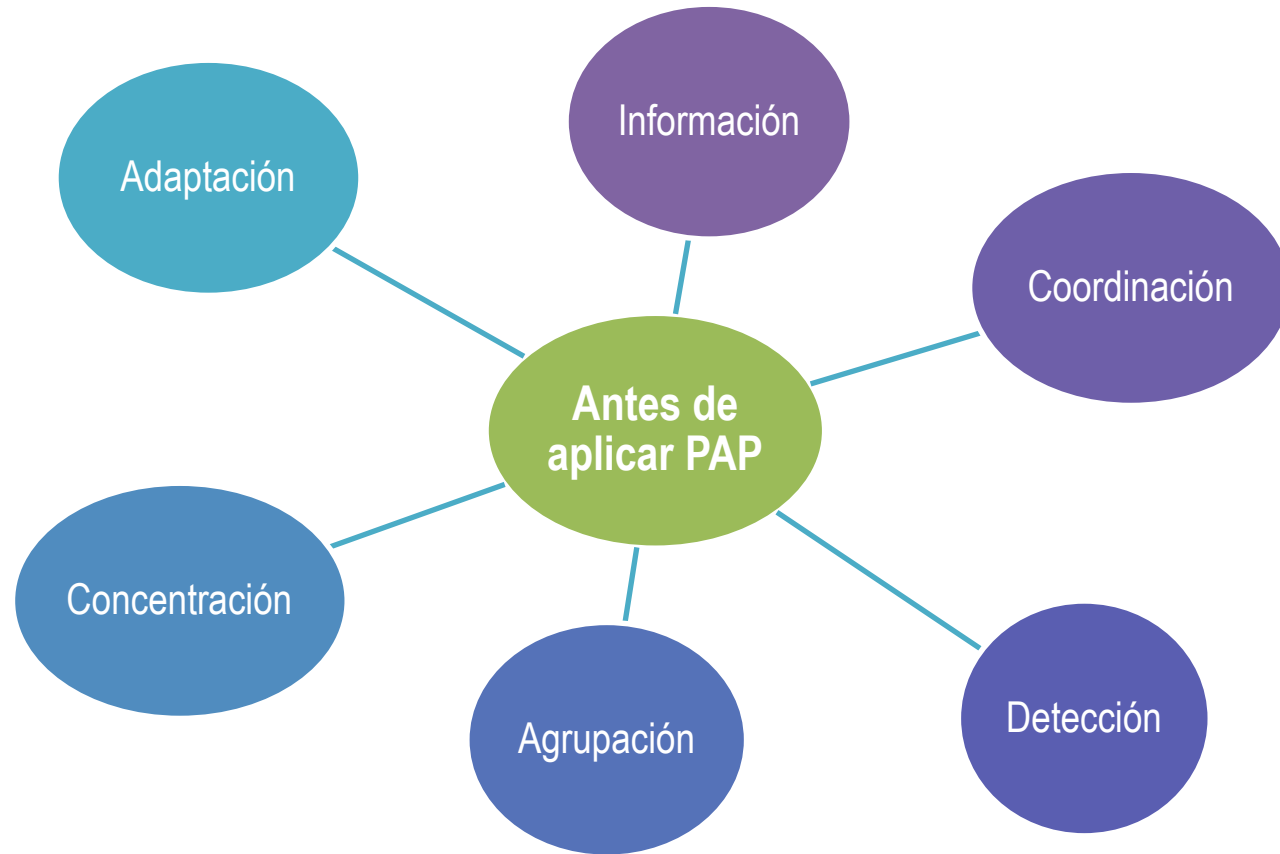 Información
Adaptación
Coordinación
Antes de
aplicar PAP
Concentración
Agrupación
Detección